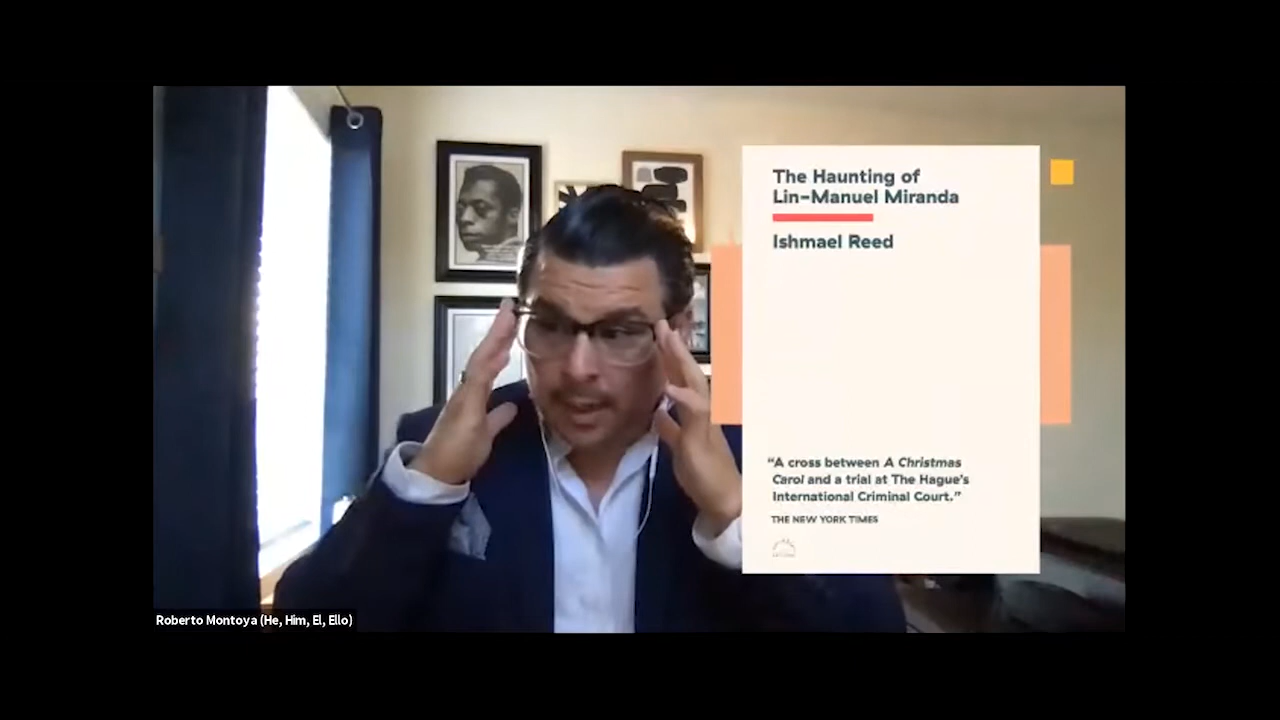 The Haunting of
Lin-Manuel Miranda
Ishmael Reed
“A cross between A Christmas
Carol and a trial at The Hague’s
International Criminal Court.”
THE NEW YORK TIMES
Roberto Montoya (He, Him, El, Ello)